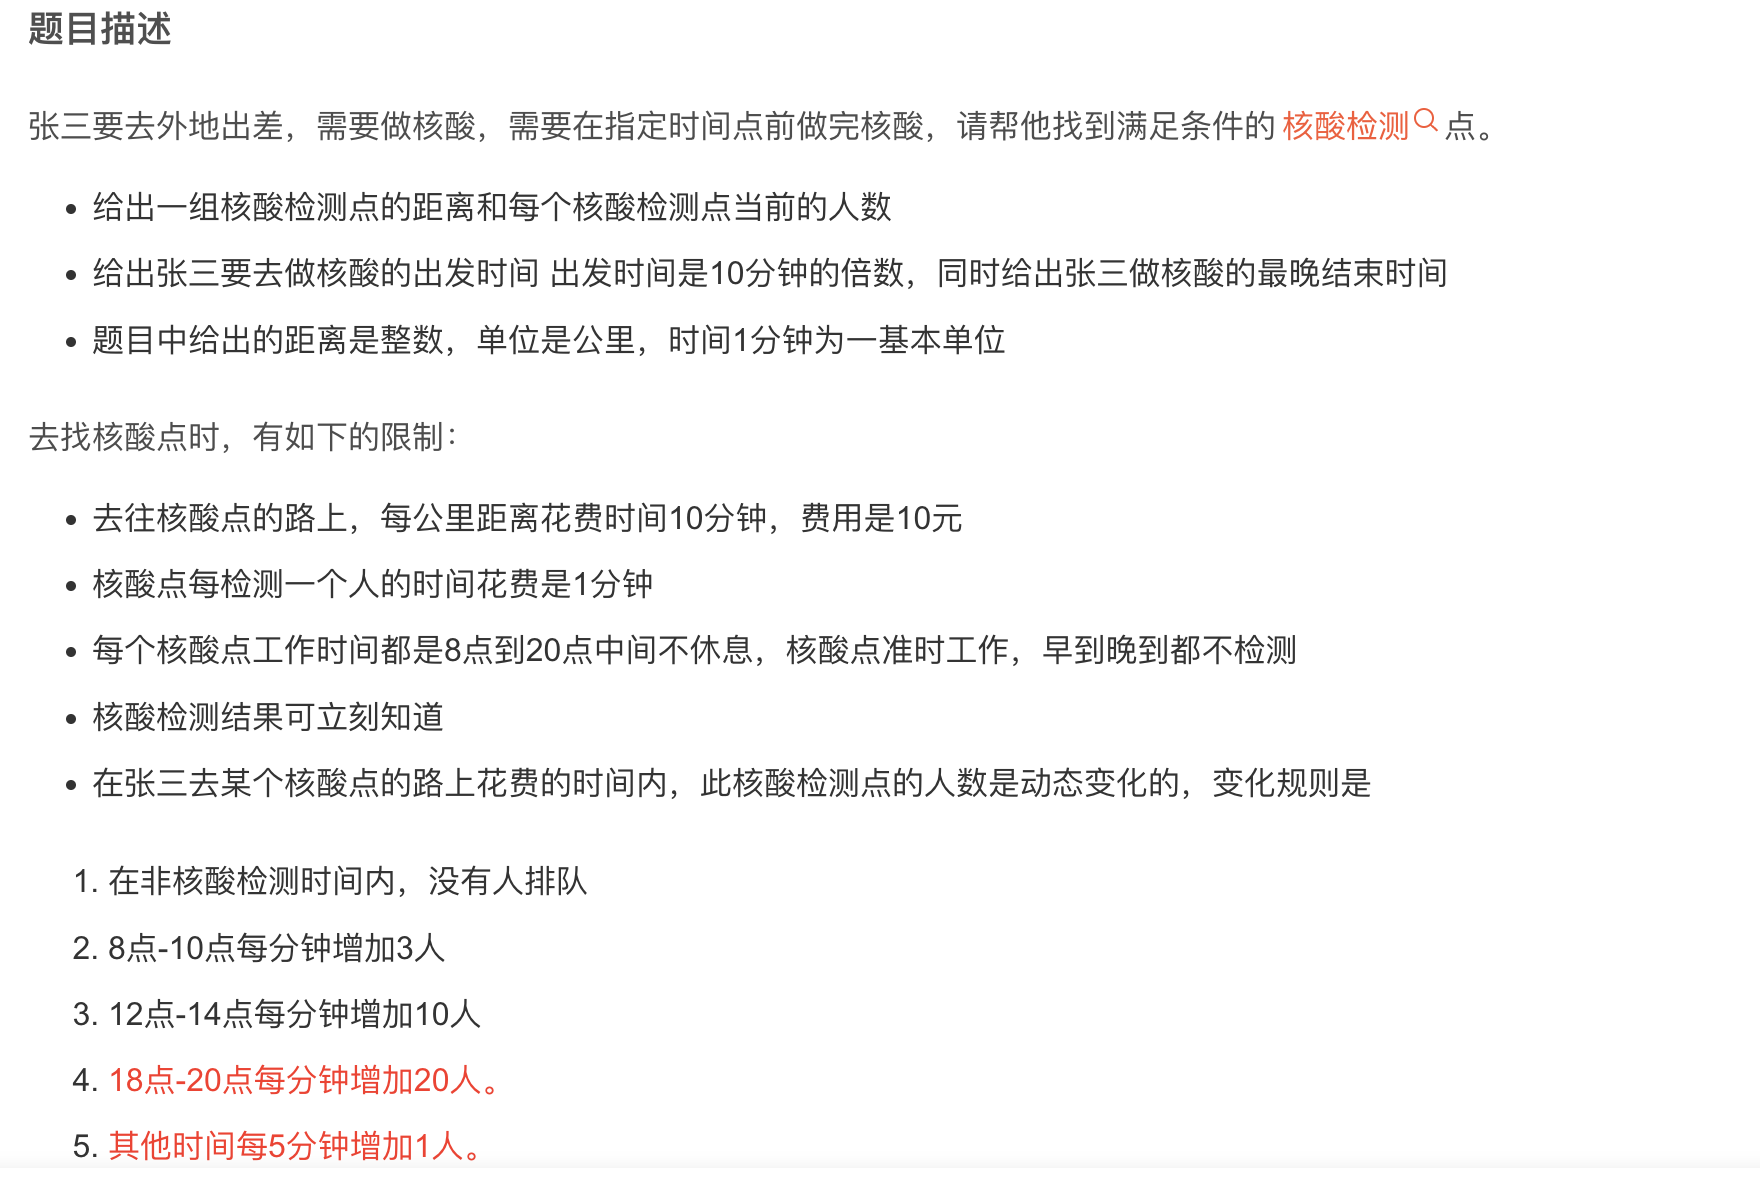 题目描述
张三要去外地出差，需要做核酸，需要在指定时间点前做完核酸，请帮他找到满足条件的 核酸检测 点。
• 给出一组核酸检测点的距离和每个核酸检测点当前的人数
• 给出张三要去做核酸的出发时间 出发时间是10分钟的倍数，同时给出张三做核酸的最晚结束时间
• 题目中给出的距离是整数，单位是公里，时间1分钟为一基本单位
去找核酸点时，有如下的限制：
• 去往核酸点的路上，每公里距离花费时间10分钟，费用是10元
• 核酸点每检测一个人的时间花费是1分钟
• 每个核酸点工作时间都是8点到20点中间不休息，核酸点准时工作，早到晚到都不检测
• 核酸检测结果可立刻知道
• 在张三去某个核酸点的路上花费的时间内，此核酸检测点的人数是动态变化的，变化规则是
1. 在非核酸检测时间内，没有人排队
2. 8点-10点每分钟增加3人
3. 12点-14点每分钟增加10人
4. 18点-20点每分钟增加20人。
5. 其他时间每5分钟增加1人。